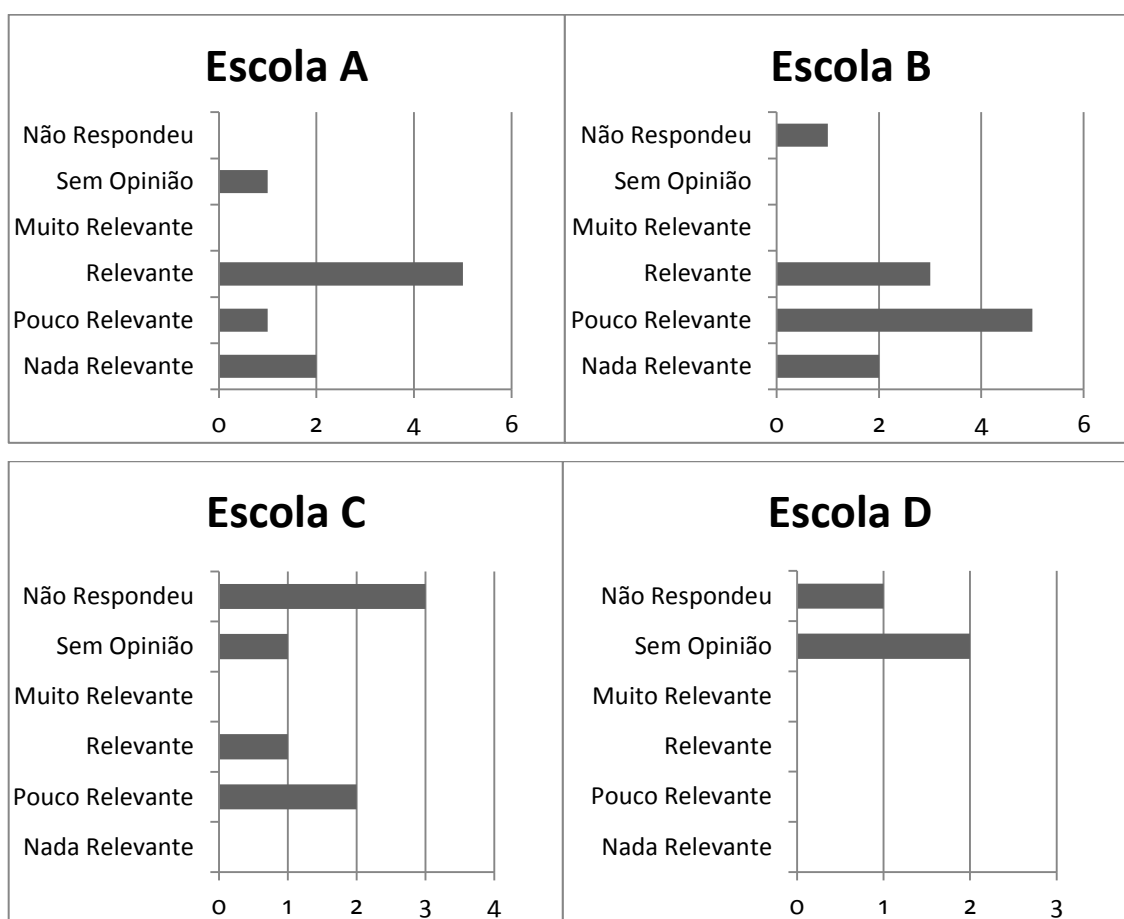 Escola A
Não Respondeu
Sem Opinião
Muito Relevante
Relevante
Pouco Relevante
Nada Relevante
0 2 4 6
Escola B
Não Respondeu
Sem Opinião
Muito Relevante
Relevante
Pouco Relevante
Nada Relevante
0 2 4 6
Escola C
Não Respondeu
Sem Opinião
Muito Relevante
Relevante
Pouco Relevante
Nada Relevante
0 1 2 3 4
Escola D
Não Respondeu
Sem Opinião
Muito Relevante
Relevante
Pouco Relevante
Nada Relevante
0 1 2 3